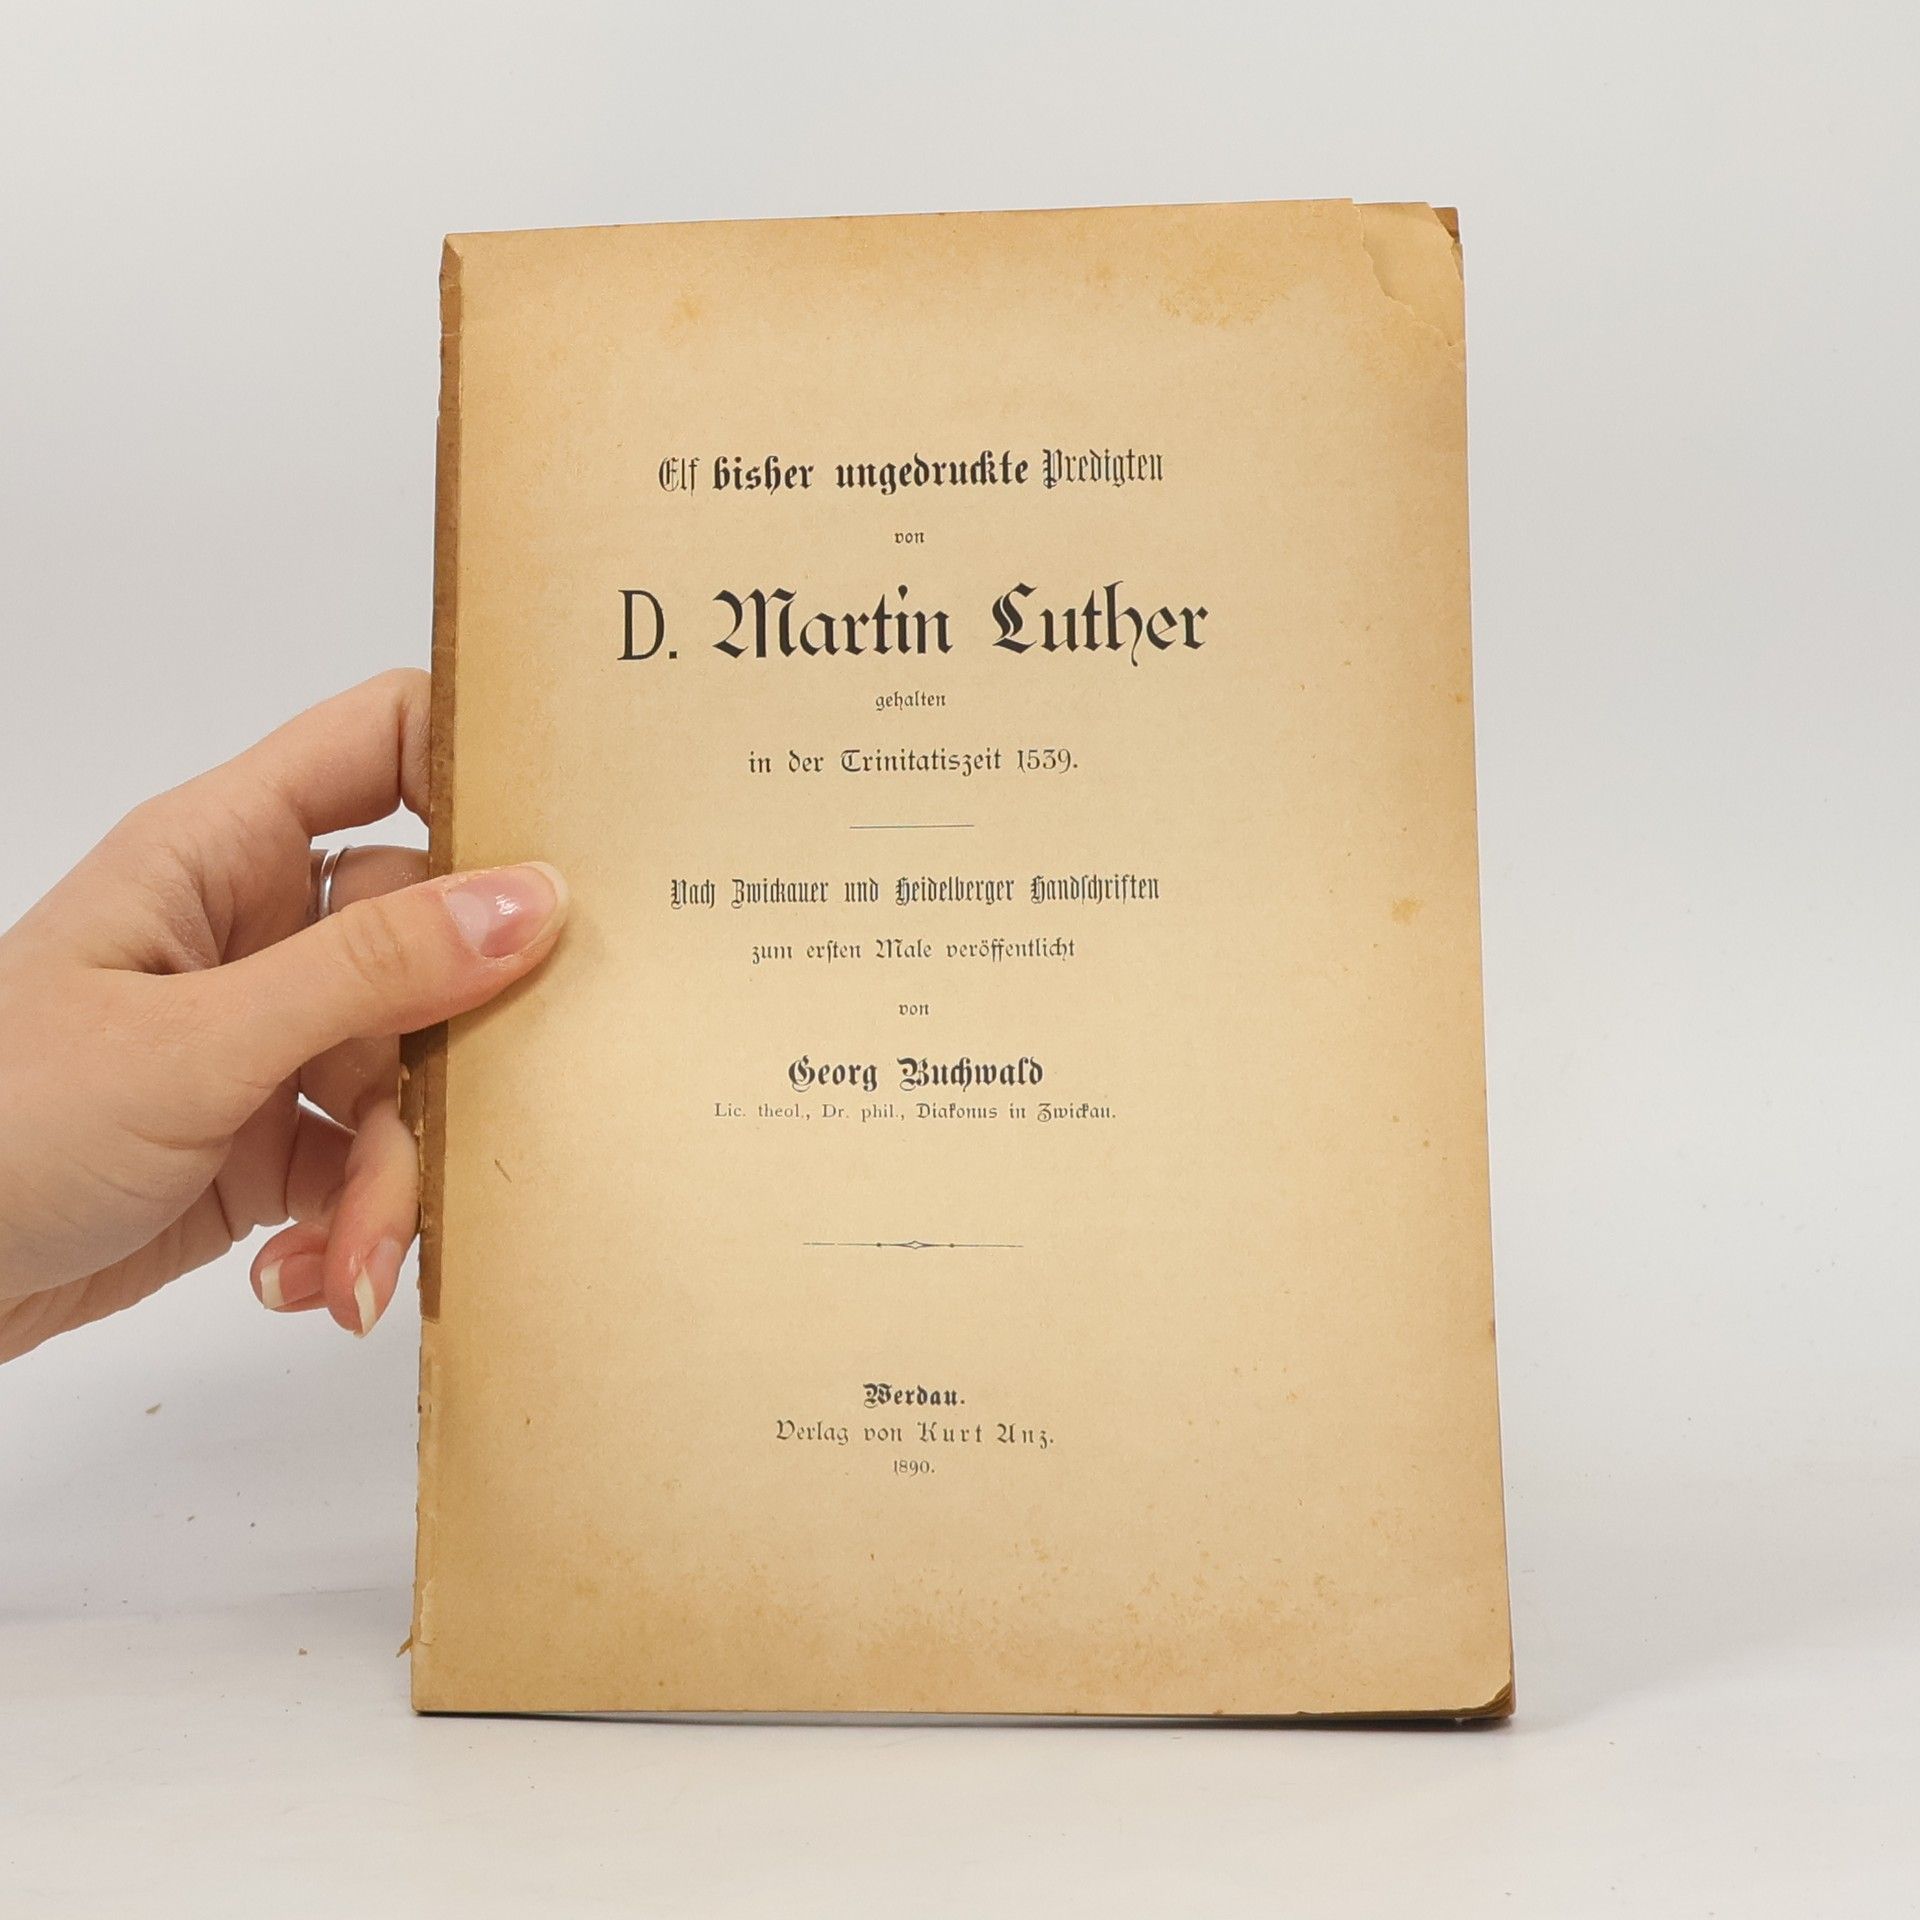 Elf bisher ungedruckte Predigten
von
D. Martin Luther
gehalten
in der Trinitatiszeit 1539.
Nach Zwickauer und Heidelberger Handſchriften
zum erſten Male veröffentlicht
von
Georg Buchwald
Lic. theol., Dr. phil., Diakonus in Zwickau.
Werdau.
Verlag von Kurt Anz.
1890.